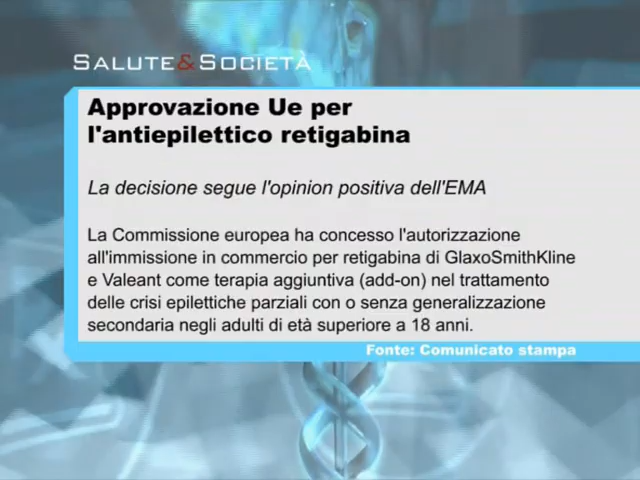 SALUTE&SOCIETÀ
Approvazione Ue per
l'antiepilettico retigabina
La decisione segue l'opinion positiva dell'EMA
La Commissione europea ha concesso l'autorizzazione
all'immissione in commercio per retigabina di GlaxoSmithKline
e Valeant come terapia aggiuntiva (add-on) nel trattamento
delle crisi epilettiche parziali con o senza generalizzazione
secondaria negli adulti di età superiore a 18 anni.
Fonte: Comunicato stampa